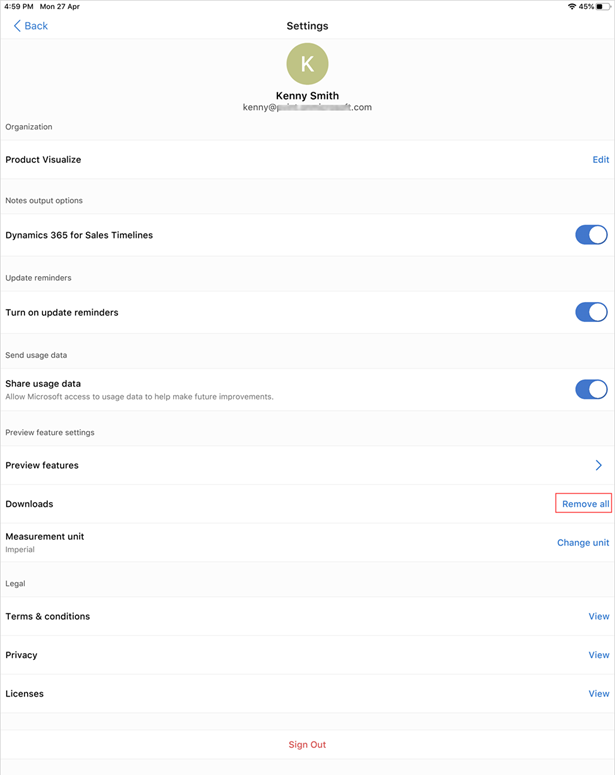 4:59 PM Mon 27 Apr 45%
Back Settings
K
Kenny Smith
kenny@ .com
Organization
Product Visualize Edit
Notes output options
Dynamics 365 for Sales Timelines
Update reminders
Turn on update reminders
Send usage data
Share usage data
Allow Microsoft access to usage data to help make future improvements.
Preview feature settings
Preview features
Downloads Remove all
Measurement unit
Imperial Change unit
Legal
Terms & conditions View
Privacy View
Licenses View
Sign Out